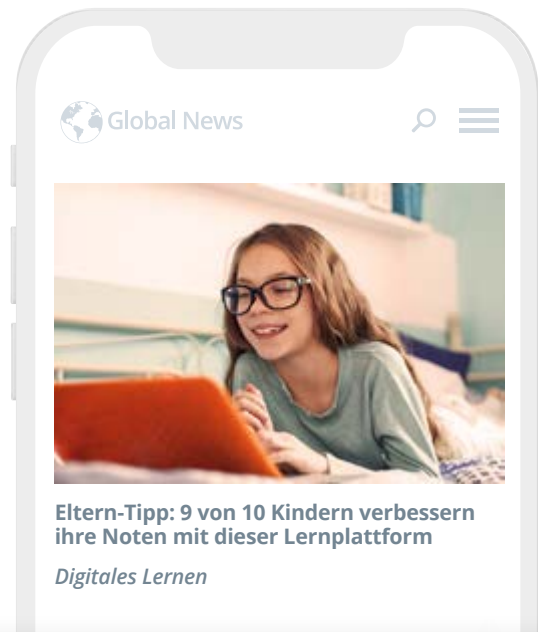 Global News
Eltern-Tipp: 9 von 10 Kindern verbessern
ihre Noten mit dieser Lernplattform
Digitales Lernen